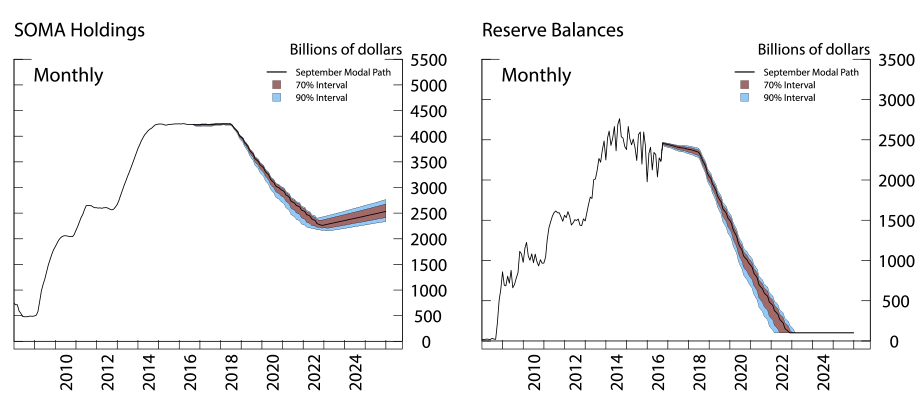 SOMA Holdings
Billions of dollars
Monthly
September Modal Path
70% Interval
90% Interval
5500
5000
4500
4000
3500
3000
2500
2000
1500
1000
500
0
2010 2012 2014 2016 2018 2020 2022 2024
Reserve Balances
Billions of dollars
Monthly
September Modal Path
70% Interval
90% Interval
3500
3000
2500
2000
1500
1000
500
0
2010 2012 2014 2016 2018 2020 2022 2024